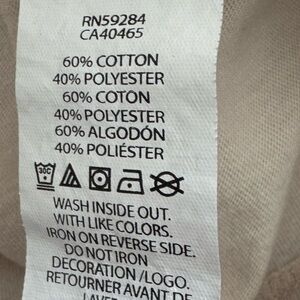 RN59284
CA40465
60% COTTON
40% POLYESTER
60% COTON
40% POLYESTER
60% ALGODÓN
40% POLIÉSTER
30C
WASH INSIDE OUT.
WITH LIKE COLORS.
IRON ON REVERSE SIDE.
DO NOT IRON
DECORATION /LOGO.
RETOURNER AVANT DE